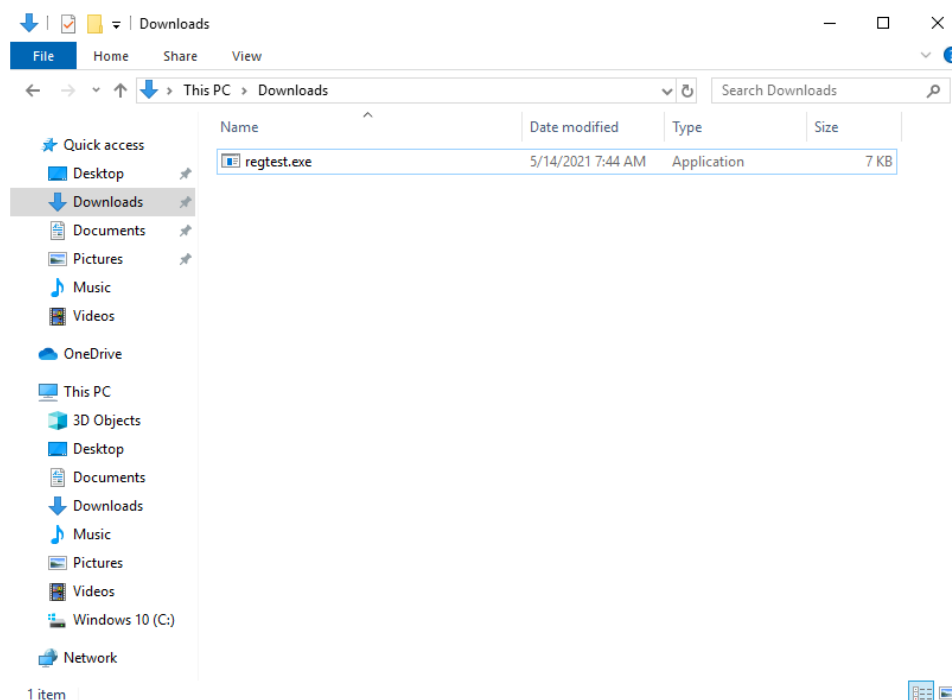 Downloads
File Home Share View
This PC Downloads
Search Downloads
Name Date modified Type Size
regtest.exe 5/14/2021 7:44 AM Application 7 KB
Quick access
Desktop
Downloads
Documents
Pictures
Music
Videos
OneDrive
This PC
3D Objects
Desktop
Documents
Downloads
Music
Pictures
Videos
Windows 10 (C:)
Network
1 item